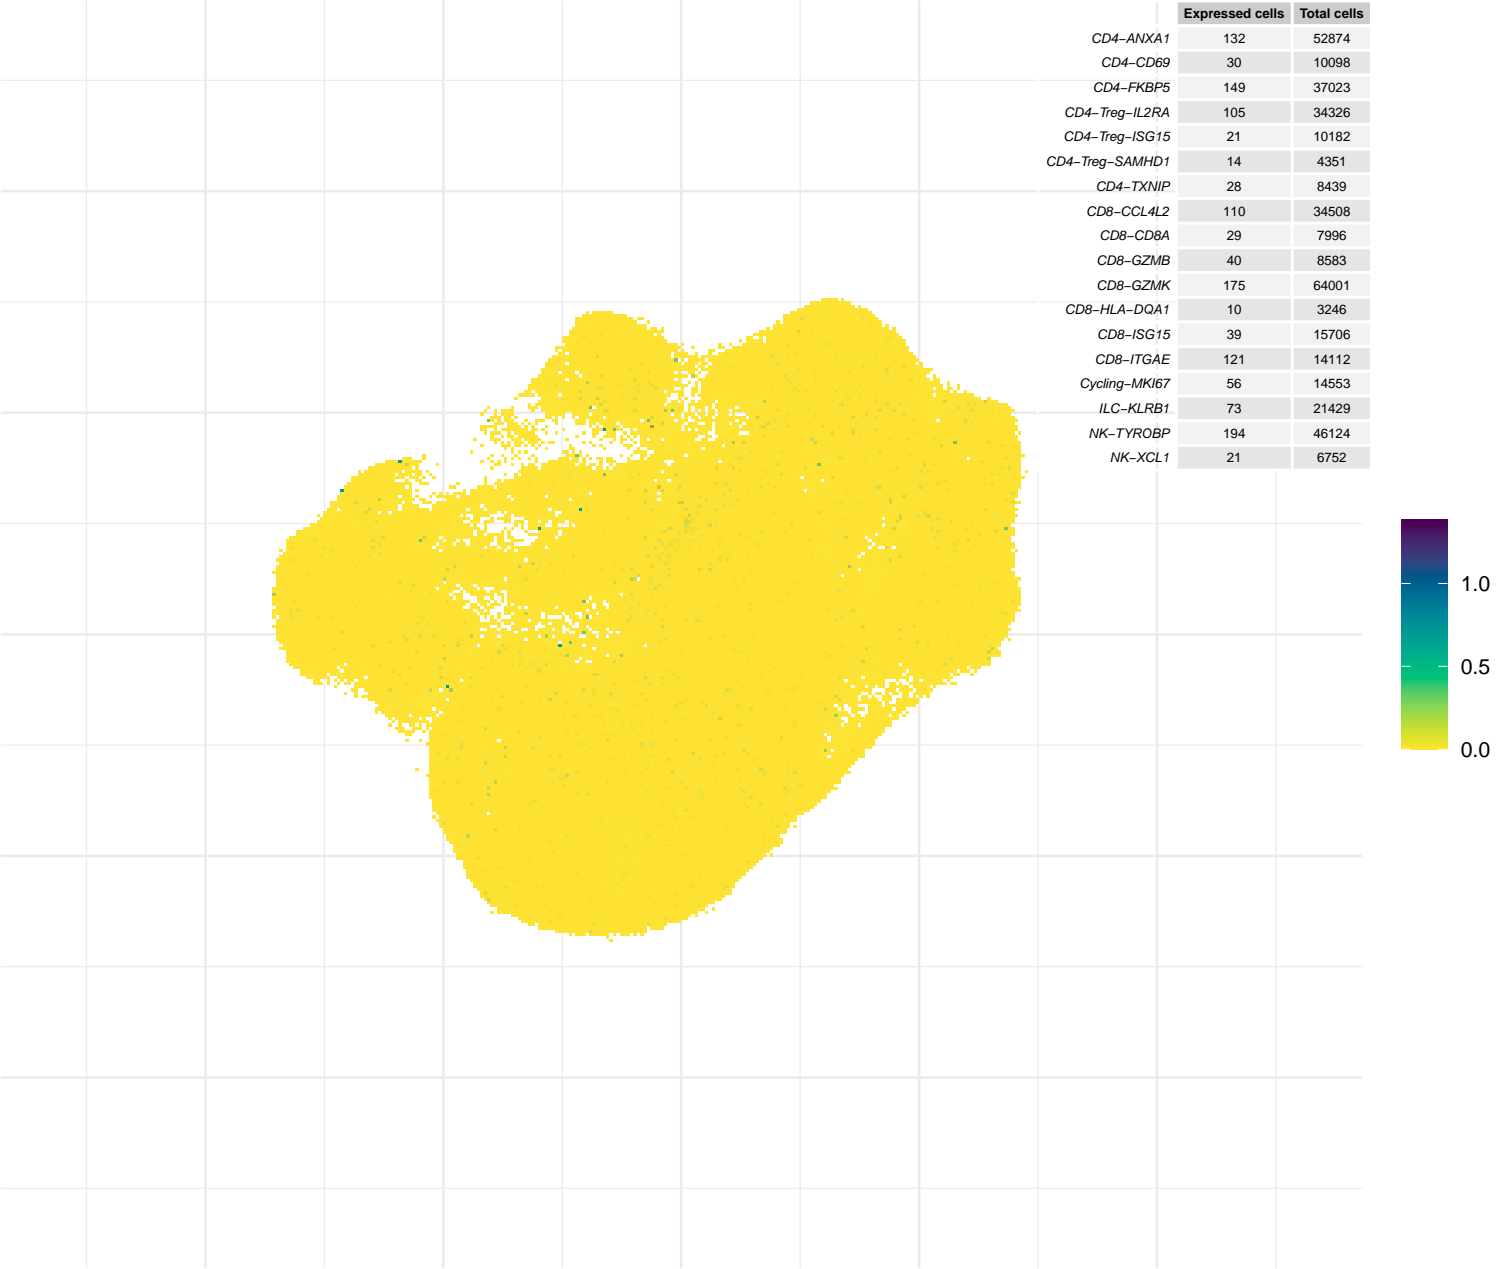 Expressed cells Total cells
CD4−ANXA1 132 52874
CD4−CD69 30 10098
CD4−FKBP5 149 37023
CD4−Treg−IL2RA 105 34326
CD4−Treg−ISG15 21 10182
CD4−Treg−SAMHD1 14 4351
CD4−TXNIP 28 8439
CD8−CCL4L2 110 34508
CD8−CD8A 29 7996
CD8−GZMB 40 8583
CD8−GZMK 175 64001
CD8−HLA−DQA1 10 3246
CD8−ISG15 39 15706
CD8−ITGAE 121 14112
Cycling−MKI67 56 14553
ILC−KLRB1 73 21429
NK−TYROBP 194 46124
NK−XCL1 21 6752
1.0
0.5
0.0